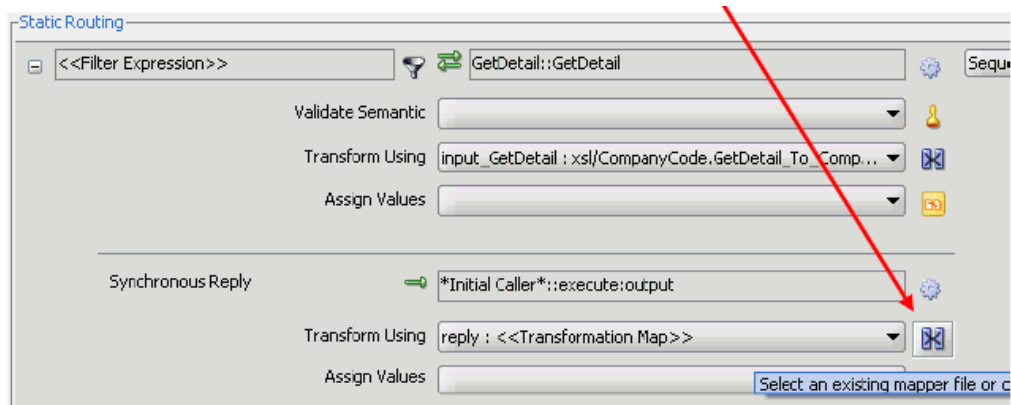 Static Routing
<<Filter Expression>>
GetDetail::GetDetail
Sequ
Validate Semantic
Transform Using
input_GetDetail : xsl/CompanyCode.GetDetail_To_Comp...
Assign Values
Synchronous Reply
*Initial Caller*::execute:output
Transform Using
reply : <<Transformation Map>>
Assign Values
Select an existing mapper file or c